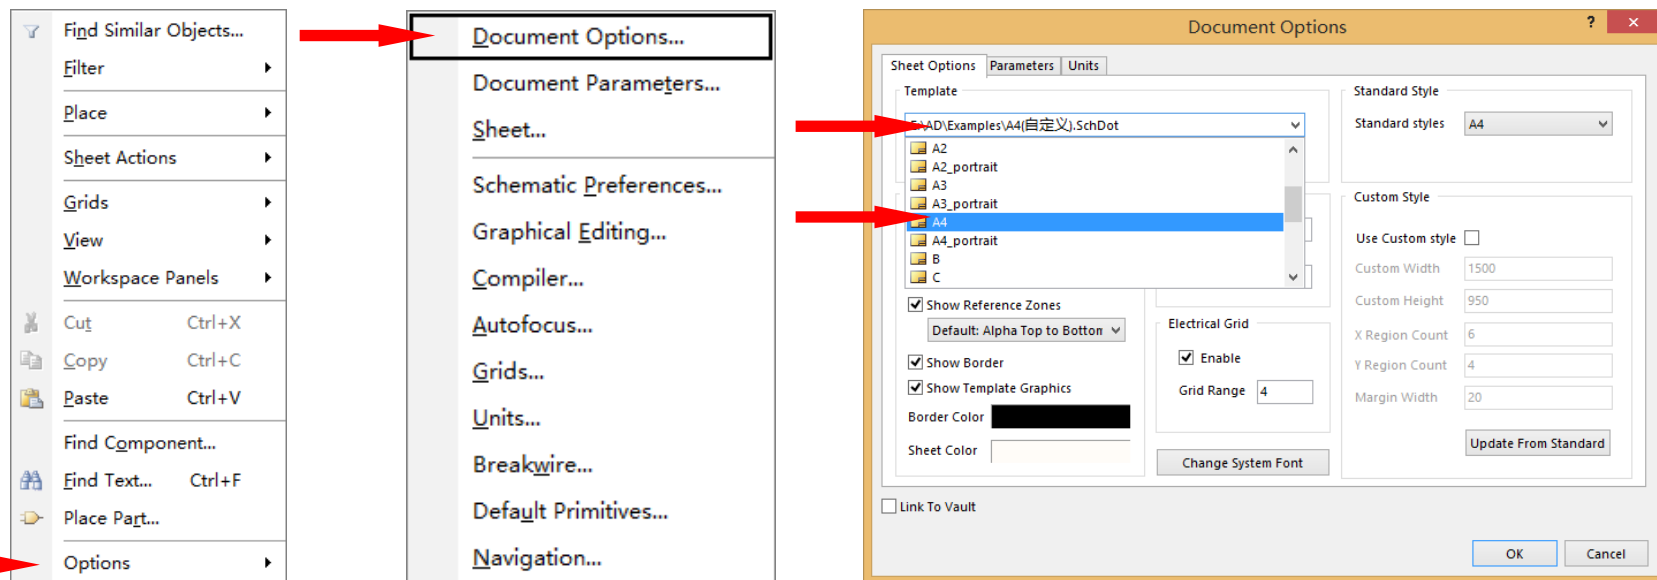 Find Similar Objects...
Filter
Place
Sheet Actions
Grids
View
Workspace Panels
Cut Ctrl+X
Copy Ctrl+C
Paste Ctrl+V
Find Component...
Find Text... Ctrl+F
Place Part...
Options
Document Options...
Document Parameters...
Sheet...
Schematic Preferences...
Graphical Editing...
Compiler...
Autofocus...
Grids...
Units...
Breakwire...
Default Primitives...
Navigation...
Document Options
? ×
Sheet Options Parameters Units
Template
E:\AD\Examples\A4(自定义).SchDot
A2
A2_portrait
A3
A3_portrait
A4
A4_portrait
B
C
Show Reference Zones
Default: Alpha Top to Bottom
Show Border
Show Template Graphics
Border Color
Sheet Color
Electrical Grid
Enable
Grid Range 4
Change System Font
Standard Style
Standard styles A4
Custom Style
Use Custom style
Custom Width 1500
Custom Height 950
X Region Count 6
Y Region Count 4
Margin Width 20
Update From Standard
Link To Vault
OK Cancel